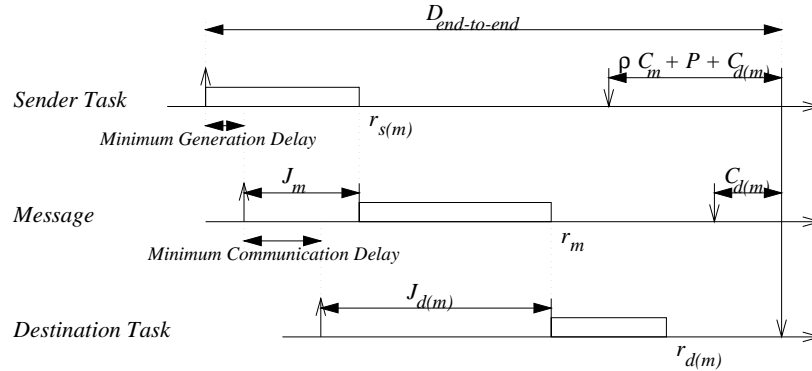 D_end-to-end
ρ C_m + P + C_d(m)
Sender Task
r_s(m)
Minimum Generation Delay
J_m
C_d(m)
Message
r_m
Minimum Communication Delay
J_d(m)
Destination Task
r_d(m)